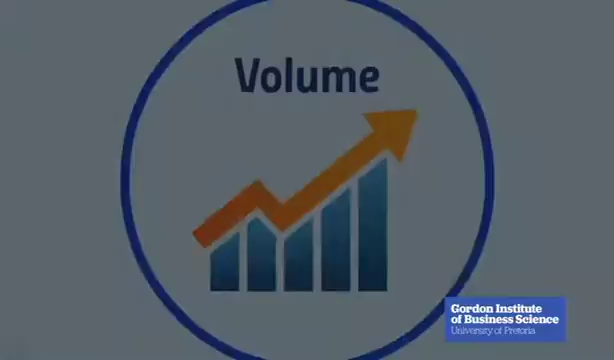 Volume
Gordon Institute
of Business Science
University of Pretoria